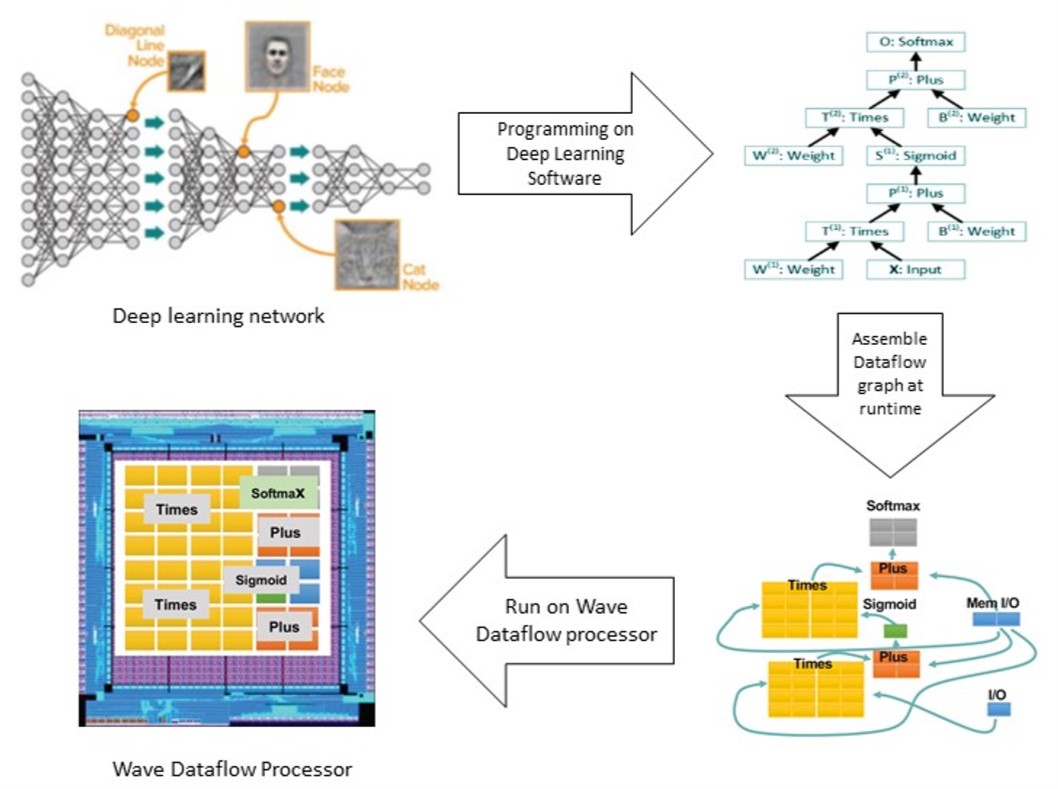 Diagonal
Line
Node
Face
Node
Cat
Node
Deep learning network
Programming on
Deep Learning
Software
O: Softmax
P(2): Plus
T(2): Times
B(2): Weight
W(2): Weight
S(1): Sigmoid
P(1): Plus
T(1): Times
B(1): Weight
W(1): Weight
X: Input
Assemble
Dataflow
graph at
runtime
Softmax
Plus
Times
Sigmoid
Mem I/O
Plus
Times
I/O
Run on Wave
Dataflow processor
SoftmaX
Times
Plus
Sigmoid
Times
Plus
Wave Dataflow Processor